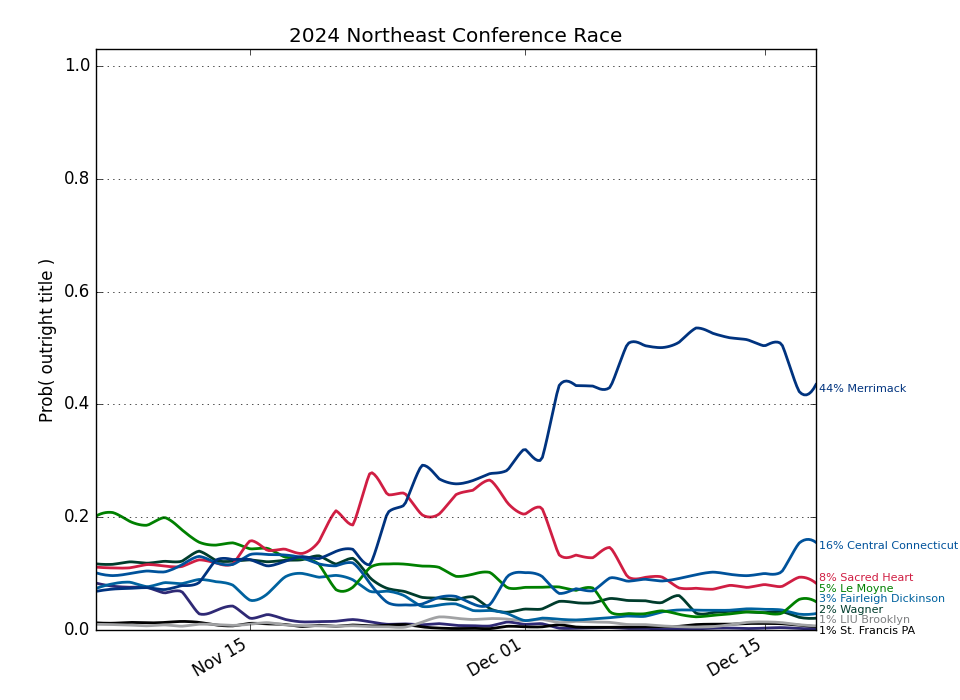 2024 Northeast Conference Race
1.0
0.8
0.6
0.4
0.2
0.0
Prob( outright title )
Nov 15
Dec 01
Dec 15
44% Merrimack
16% Central Connecticut
8% Sacred Heart
5% Le Moyne
3% Fairleigh Dickinson
2% Wagner
1% LIU Brooklyn
1% St. Francis PA